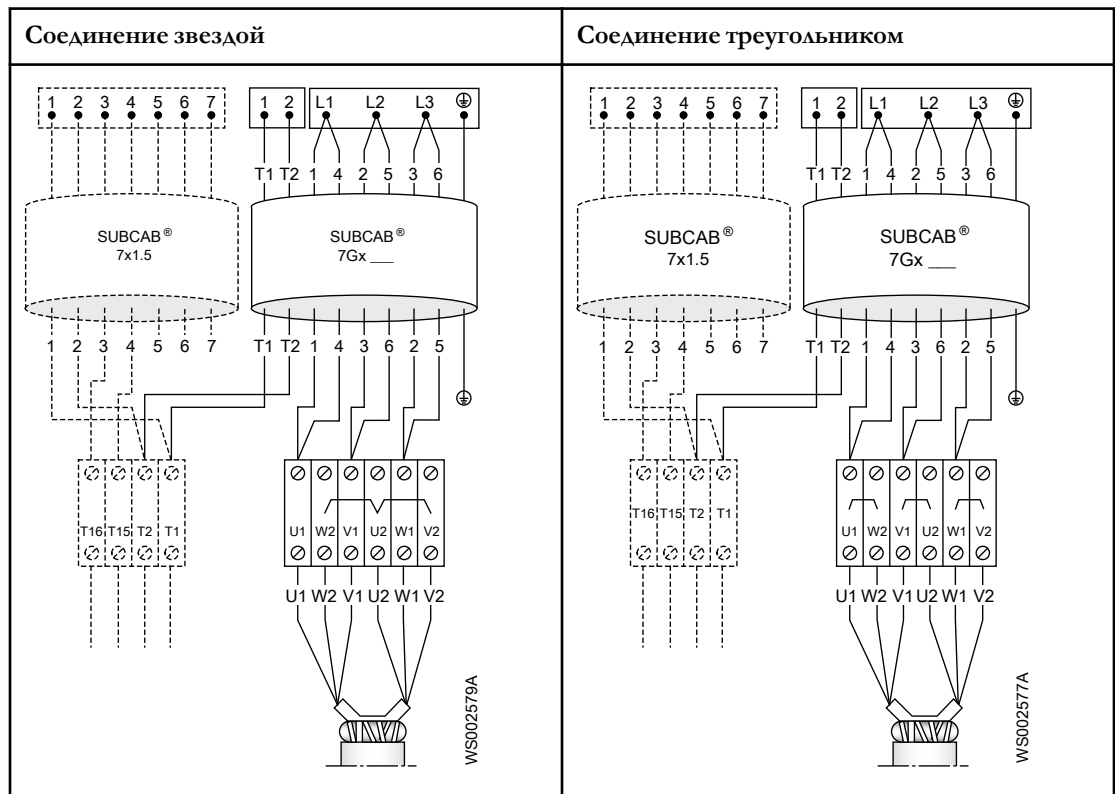 Соединение звездой
1 2 3 4 5 6 7
1 2 L1 L2 L3
T1 T2 1 4 2 5 3 6
SUBCAB®
7x1.5
SUBCAB®
7Gx ___
1 2 3 4 5 6 7
T1 T2 1 4 3 6 2 5
T16 T15 T2 T1
U1 W2 V1 U2 W1 V2
U1 W2 V1 U2 W1 V2
WS002579A
Соединение треугольником
1 2 3 4 5 6 7
1 2 L1 L2 L3
T1 T2 1 4 2 5 3 6
SUBCAB®
7x1.5
SUBCAB®
7Gx ___
1 2 3 4 5 6 7
T1 T2 1 4 3 6 2 5
T16 T15 T2 T1
U1 W2 V1 U2 W1 V2
U1 W2 V1 U2 W1 V2
WS002577A